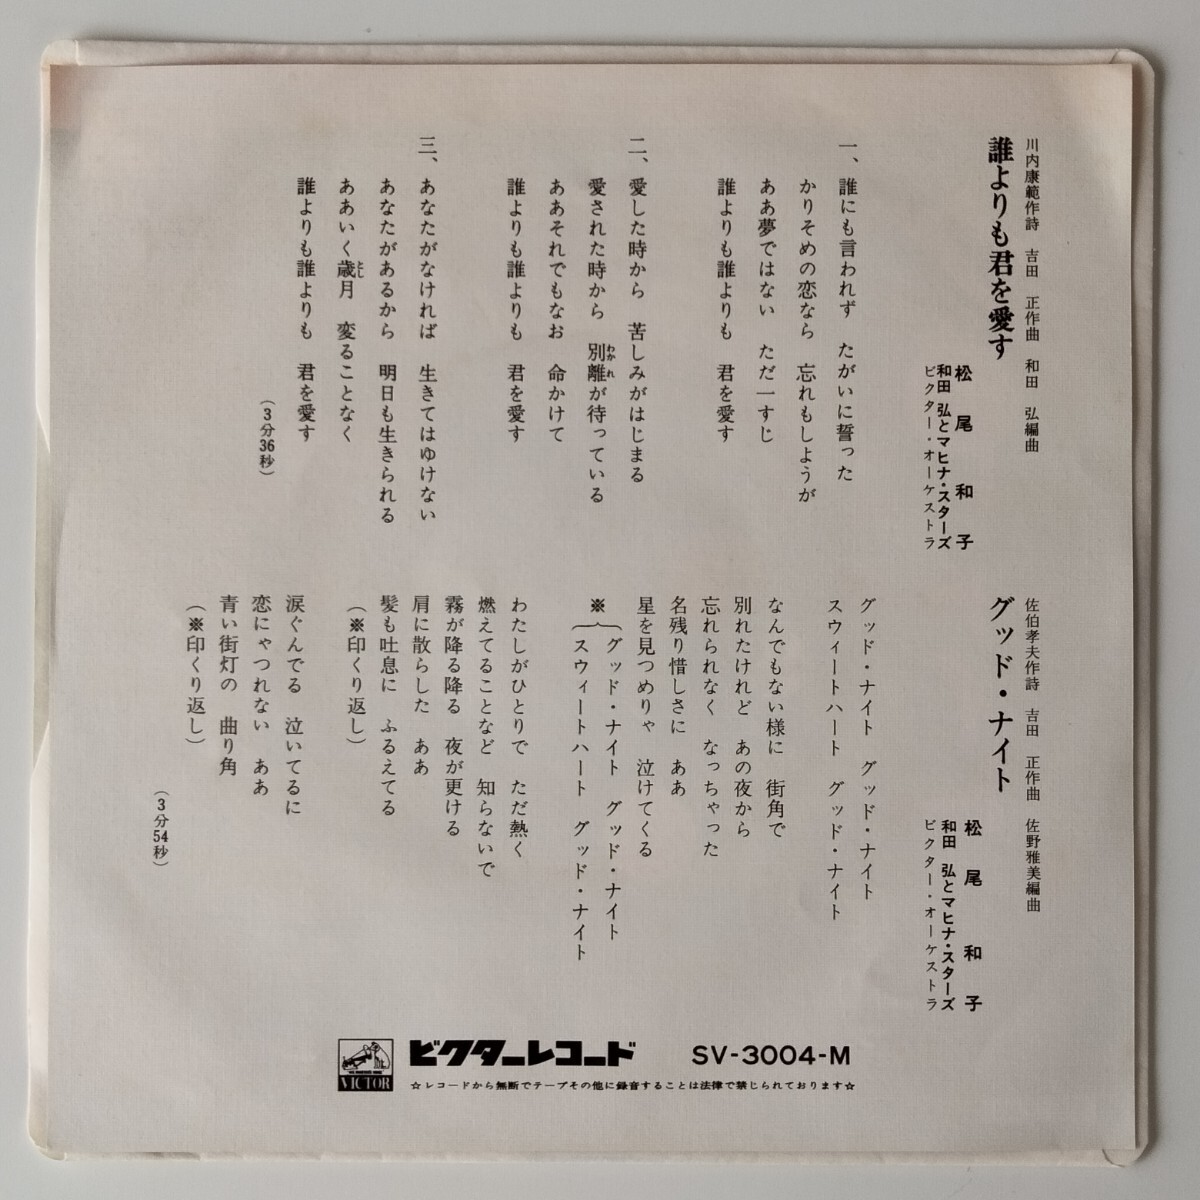 川内康範作詩　吉田　正作曲　和田　弘編曲
誰よりも君を愛す
松尾和子
和田　弘とマヒナ・スターズ
ビクター・オーケストラ
一、誰にも言われず　たがいに誓った
かりそめの恋なら　忘れもしようが
ああ夢ではない　ただ一すじ
誰よりも誰よりも　君を愛す
二、愛した時から　苦しみがはじまる
愛された時から　別離が待っている
わかれ
ああそれでもなお　命かけて
誰よりも誰よりも　君を愛す
三、あなたがなければ　生きてはゆけない
あなたがあるから　明日も生きられる
ああいく歳月　変ることなく
とし
誰よりも誰よりも　君を愛す
（3分36秒）
佐伯孝夫作詩　吉田　正作曲　佐野雅美編曲
グッド・ナイト
松尾和子
和田　弘とマヒナ・スターズ
ビクター・オーケストラ
グッド・ナイト　グッド・ナイト
スウィートハート　グッド・ナイト
なんでもない様に　街角で
別れたけれど　あの夜から
忘れられなく　なっちゃった
名残り惜しさに　ああ
星を見つめりゃ　泣けてくる
※｛グッド・ナイト　グッド・ナイト
スウィートハート　グッド・ナイト
わたしがひとりで　ただ熱く
燃えてることなど　知らないで
霧が降る降る　夜が更ける
肩に散らした　ああ
髪も吐息に　ふるえてる
（※印くり返し）
涙ぐんでる　泣いてるに
恋にゃつれない　ああ
青い街灯の　曲り角
（※印くり返し）
（3分54秒）
VICTOR
ビクターレコード　SV-3004-M
☆レコードから無断でテープその他に録音することは法律で禁じられております☆